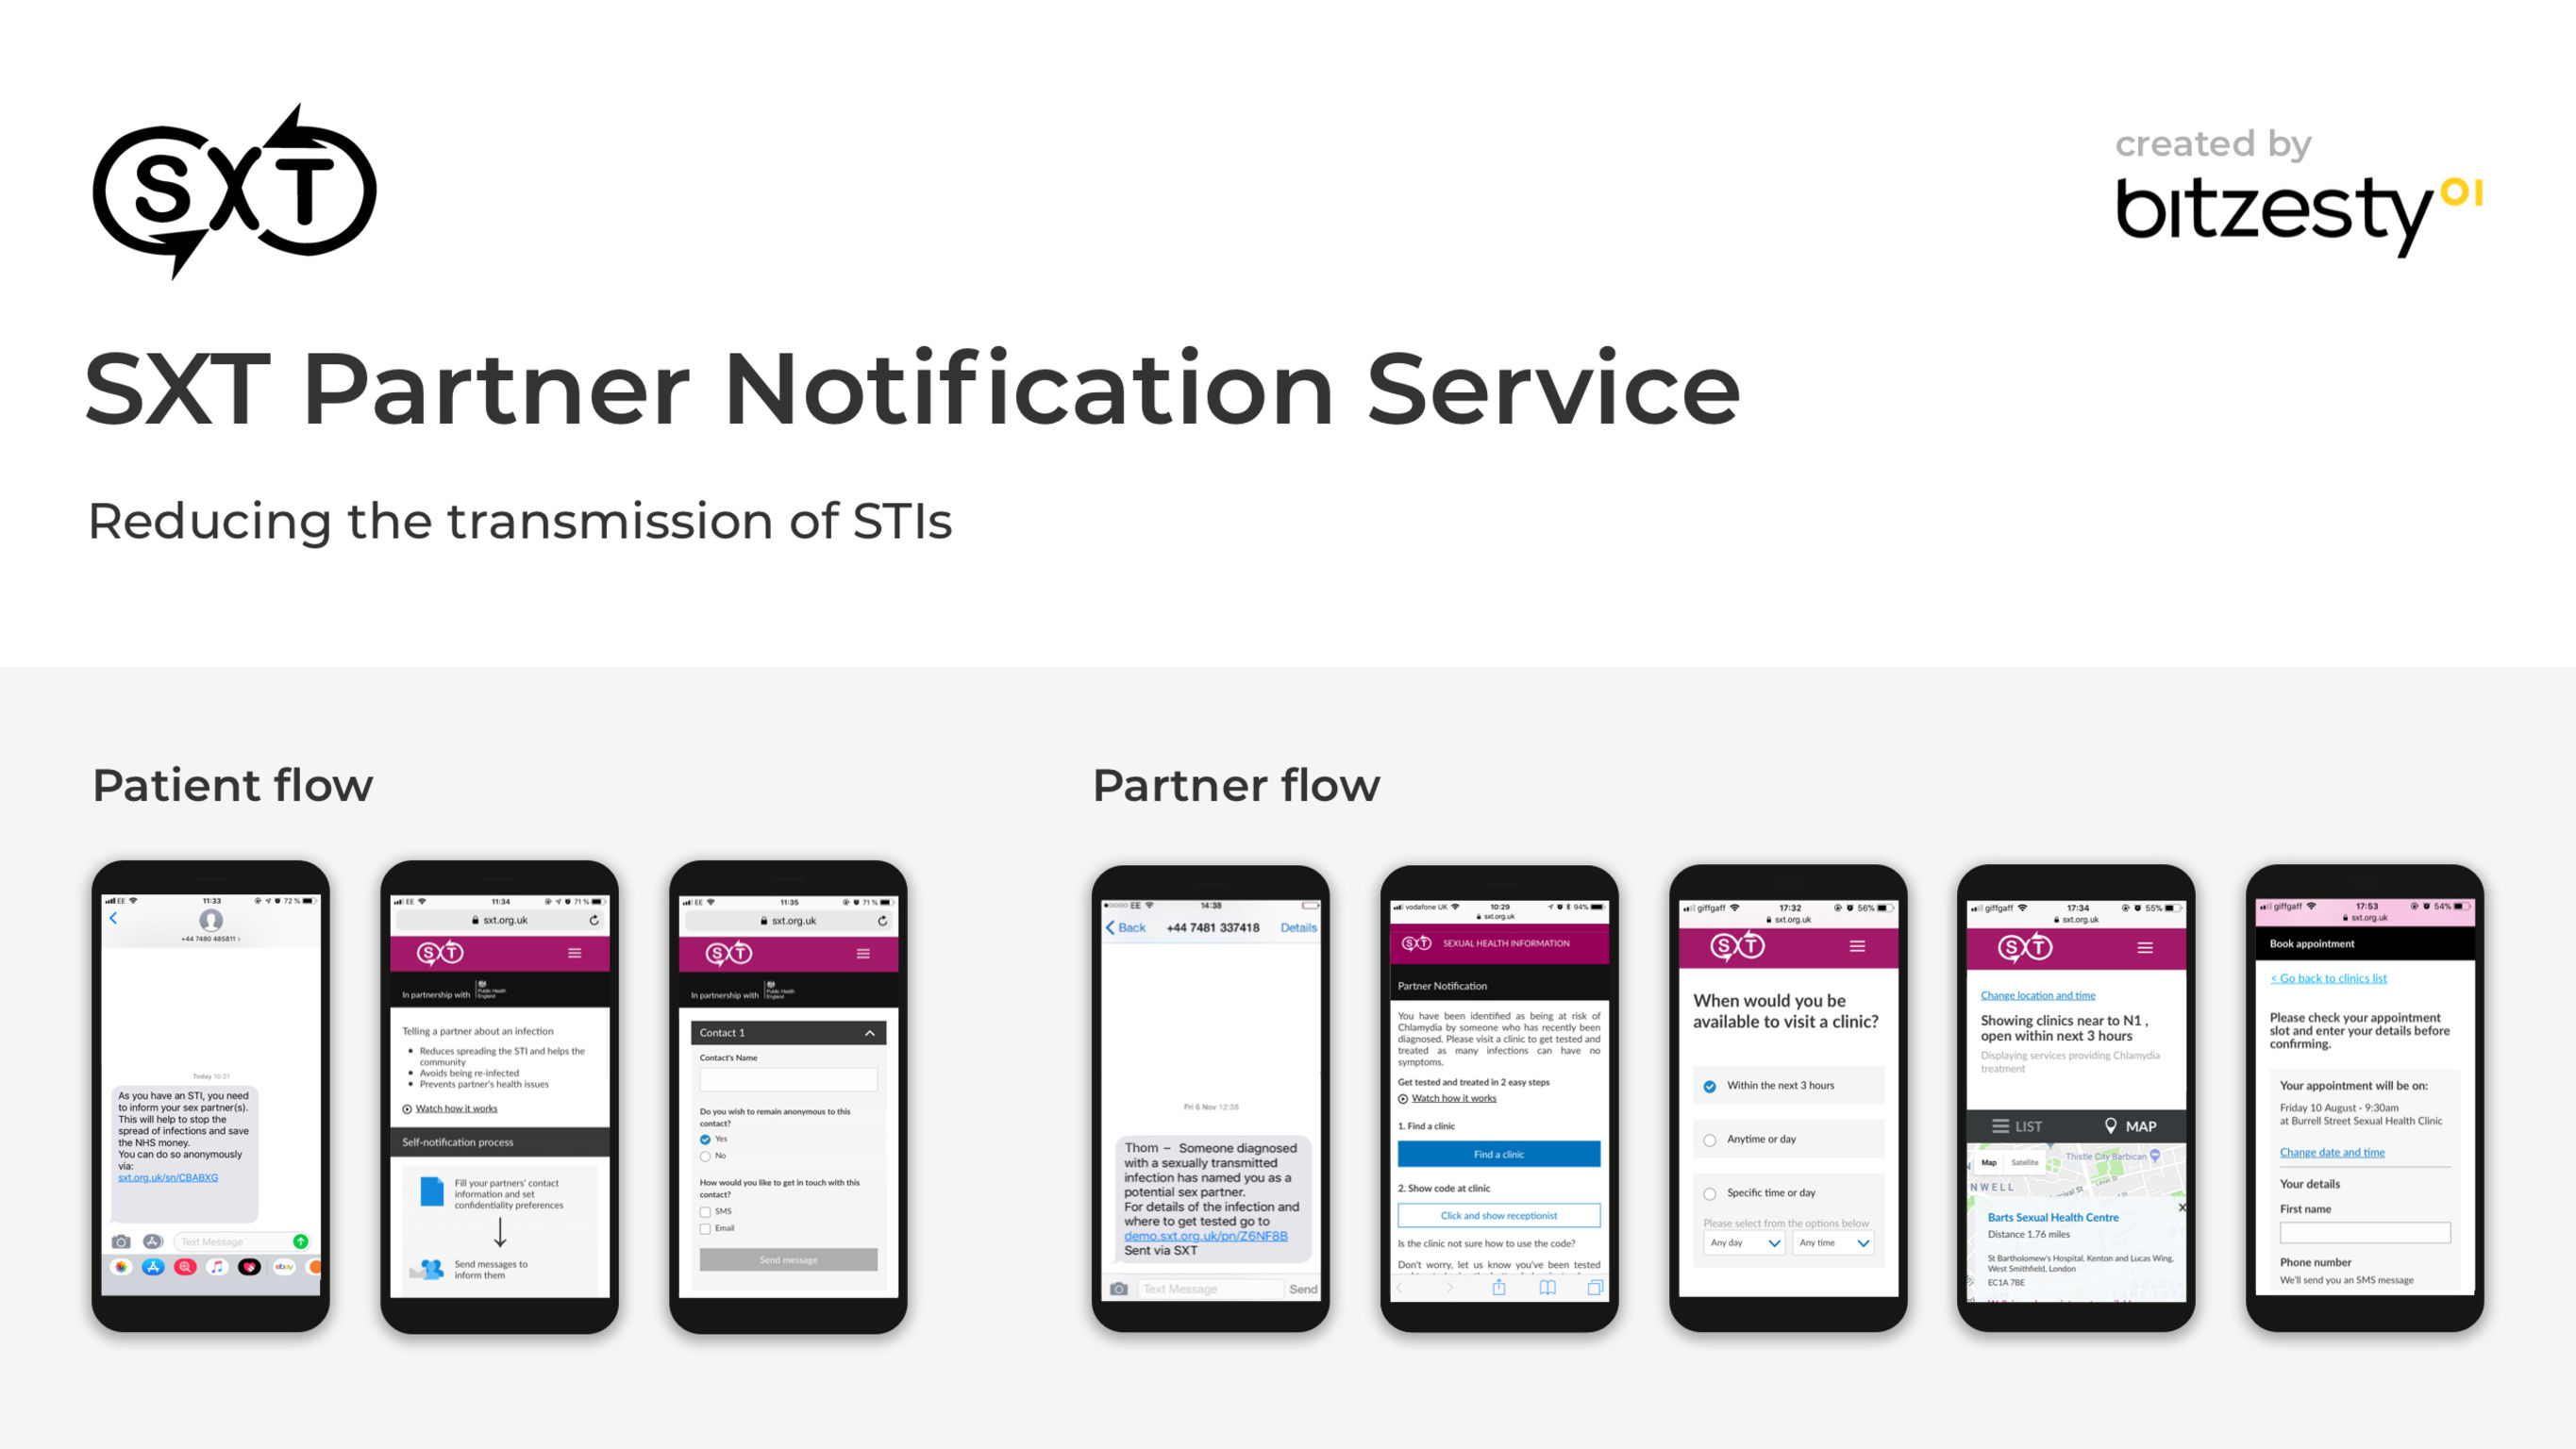 SXT
created by
bitzesty
SXT Partner Notification Service
Reducing the transmission of STIs
Patient flow
Partner flow
EE
11:33
72%
+44 7480 485811
Today 10:21
As you have an STI, you need
to inform your sex partner(s).
This will help to stop the
spread of infections and save
the NHS money.
You can do so anonymously
via:
sxt.org.uk/sn/CBABXG
Text Message
ebay
EE
11:34
71%
sxt.org.uk
SXT
In partnership with
Public Health
England
Telling a partner about an infection
• Reduces spreading the STI and helps the
community
• Avoids being re-infected
• Prevents partner's health issues
Watch how it works
Self-notification process
Fill your partners' contact
information and set
confidentiality preferences
Send messages to
inform them
EE
11:35
71%
sxt.org.uk
SXT
In partnership with
Public Health
England
Contact 1
Contact's Name
Do you wish to remain anonymous to this
contact?
Yes
No
How would you like to get in touch with this
contact?
SMS
Email
Send message
EE
14:38
Back
+44 7481 337418
Details
Fri 6 Nov 12:38
Thom – Someone diagnosed
with a sexually transmitted
infection has named you as a
potential sex partner.
For details of the infection and
where to get tested go to
demo.sxt.org.uk/pn/Z6NF8B
Sent via SXT
Text Message
Send
vodafone UK
10:29
94%
sxt.org.uk
SXT
SEXUAL HEALTH INFORMATION
Partner Notification
You have been identified as being at risk of
Chlamydia by someone who has recently been
diagnosed. Please visit a clinic to get tested and
treated as many infections can have no
symptoms.
Get tested and treated in 2 easy steps
Watch how it works
1. Find a clinic
Find a clinic
2. Show code at clinic
Click and show receptionist
Is the clinic not sure how to use the code?
Don't worry, let us know you've been tested
giffgaff
17:32
56%
sxt.org.uk
SXT
When would you be
available to visit a clinic?
Within the next 3 hours
Anytime or day
Specific time or day
Please select from the options below
Any day
Any time
giffgaff
17:34
55%
sxt.org.uk
SXT
Change location and time
Showing clinics near to N1 ,
open within next 3 hours
Displaying services providing Chlamydia
treatment
LIST
MAP
Map
Satellite
Thistle City Barbican
NWELL
Barts Sexual Health Centre
X
Distance 1.76 miles
St Bartholomew's Hospital, Kenton and Lucas Wing,
West Smithfield, London
EC1A 7BE
giffgaff
17:53
54%
sxt.org.uk
Book appointment
< Go back to clinics list
Please check your appointment
slot and enter your details before
confirming.
Your appointment will be on:
Friday 10 August - 9:30am
at Burrell Street Sexual Health Clinic
Change date and time
Your details
First name
Phone number
We'll send you an SMS message